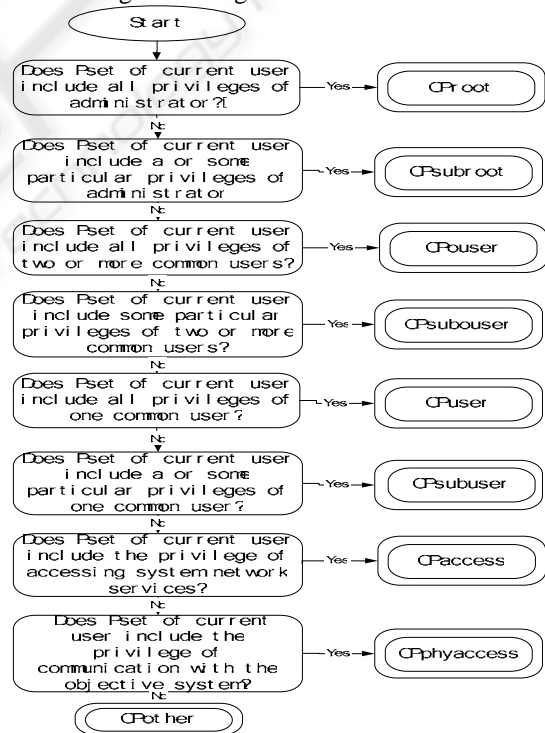 Start
Does Pset of current user
include all privileges of
administrator?
Yes
CProot
No
Does Pset of current user
include a or some
particular privileges of
administrator
Yes
CPsubroot
No
Does Pset of current user
include all privileges of
two or more common users?
Yes
CPouser
No
Does Pset of current user
include some particular
privileges of two or more
common users?
Yes
CPsubouser
No
Does Pset of current user
include all privileges of
one common user?
Yes
CPuser
No
Does Pset of current user
include a or some
particular privileges of
one common user?
Yes
CPsubuser
No
Does Pset of current user
include the privilege of
accessing system network
services?
Yes
CPaccess
No
Does Pset of current
user include the
privilege of
communication with the
objective system?
Yes
CPphyaccess
No
CPother